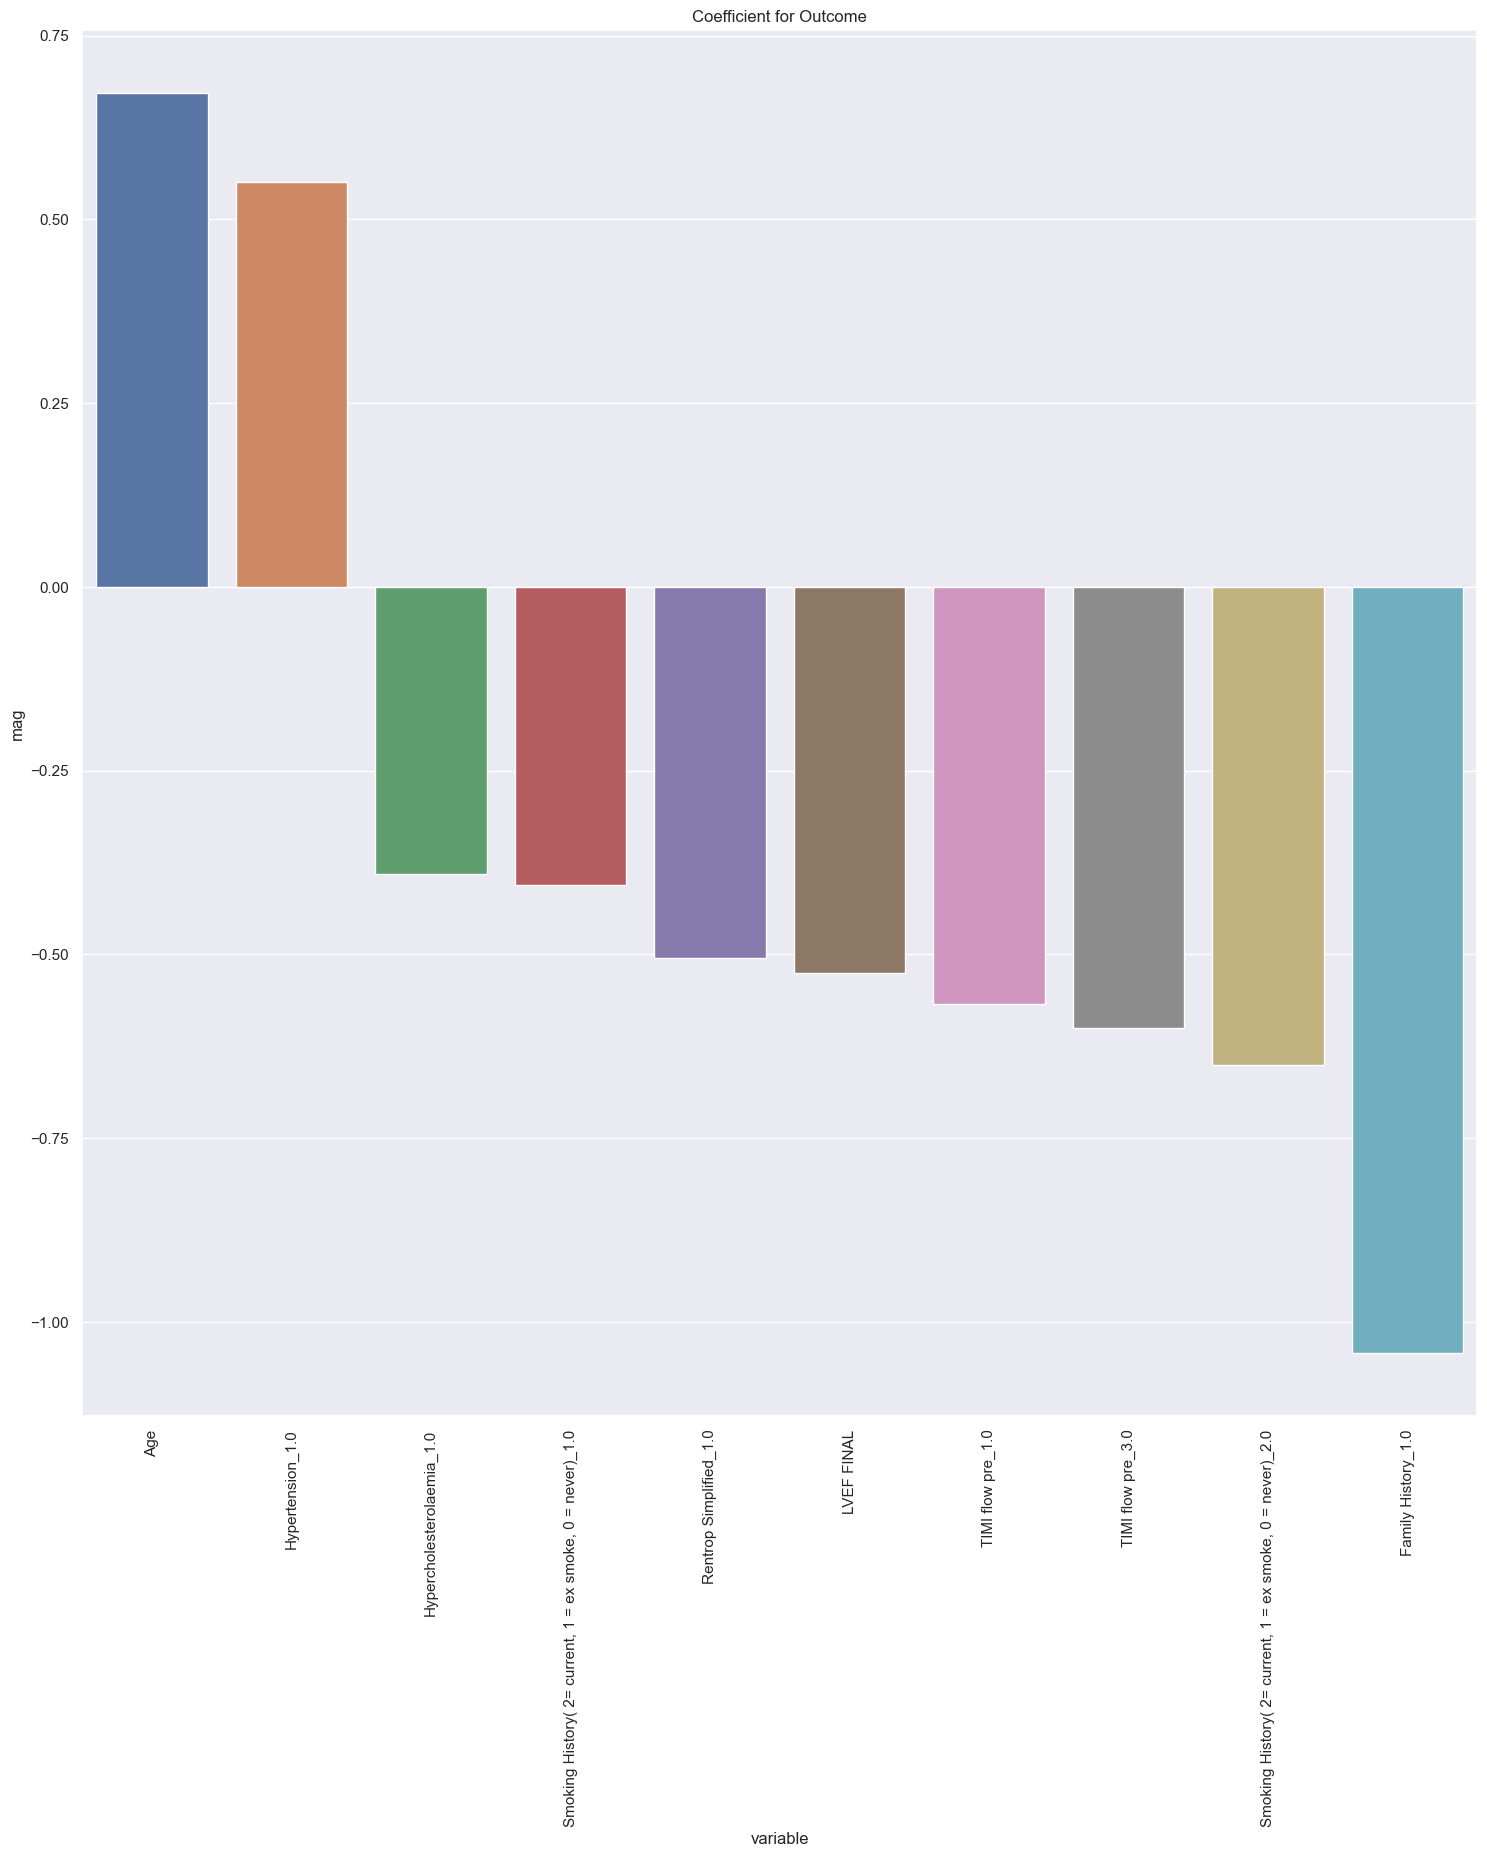 Coefficient for Outcome
0.75
0.50
0.25
0.00
−0.25
−0.50
−0.75
−1.00
mag
Age
Hypertension_1.0
Hypercholesterolaemia_1.0
Smoking History( 2= current, 1 = ex smoke, 0 = never)_1.0
Rentrop Simplified_1.0
LVEF FINAL
TIMI flow pre_1.0
TIMI flow pre_3.0
Smoking History( 2= current, 1 = ex smoke, 0 = never)_2.0
Family History_1.0
variable